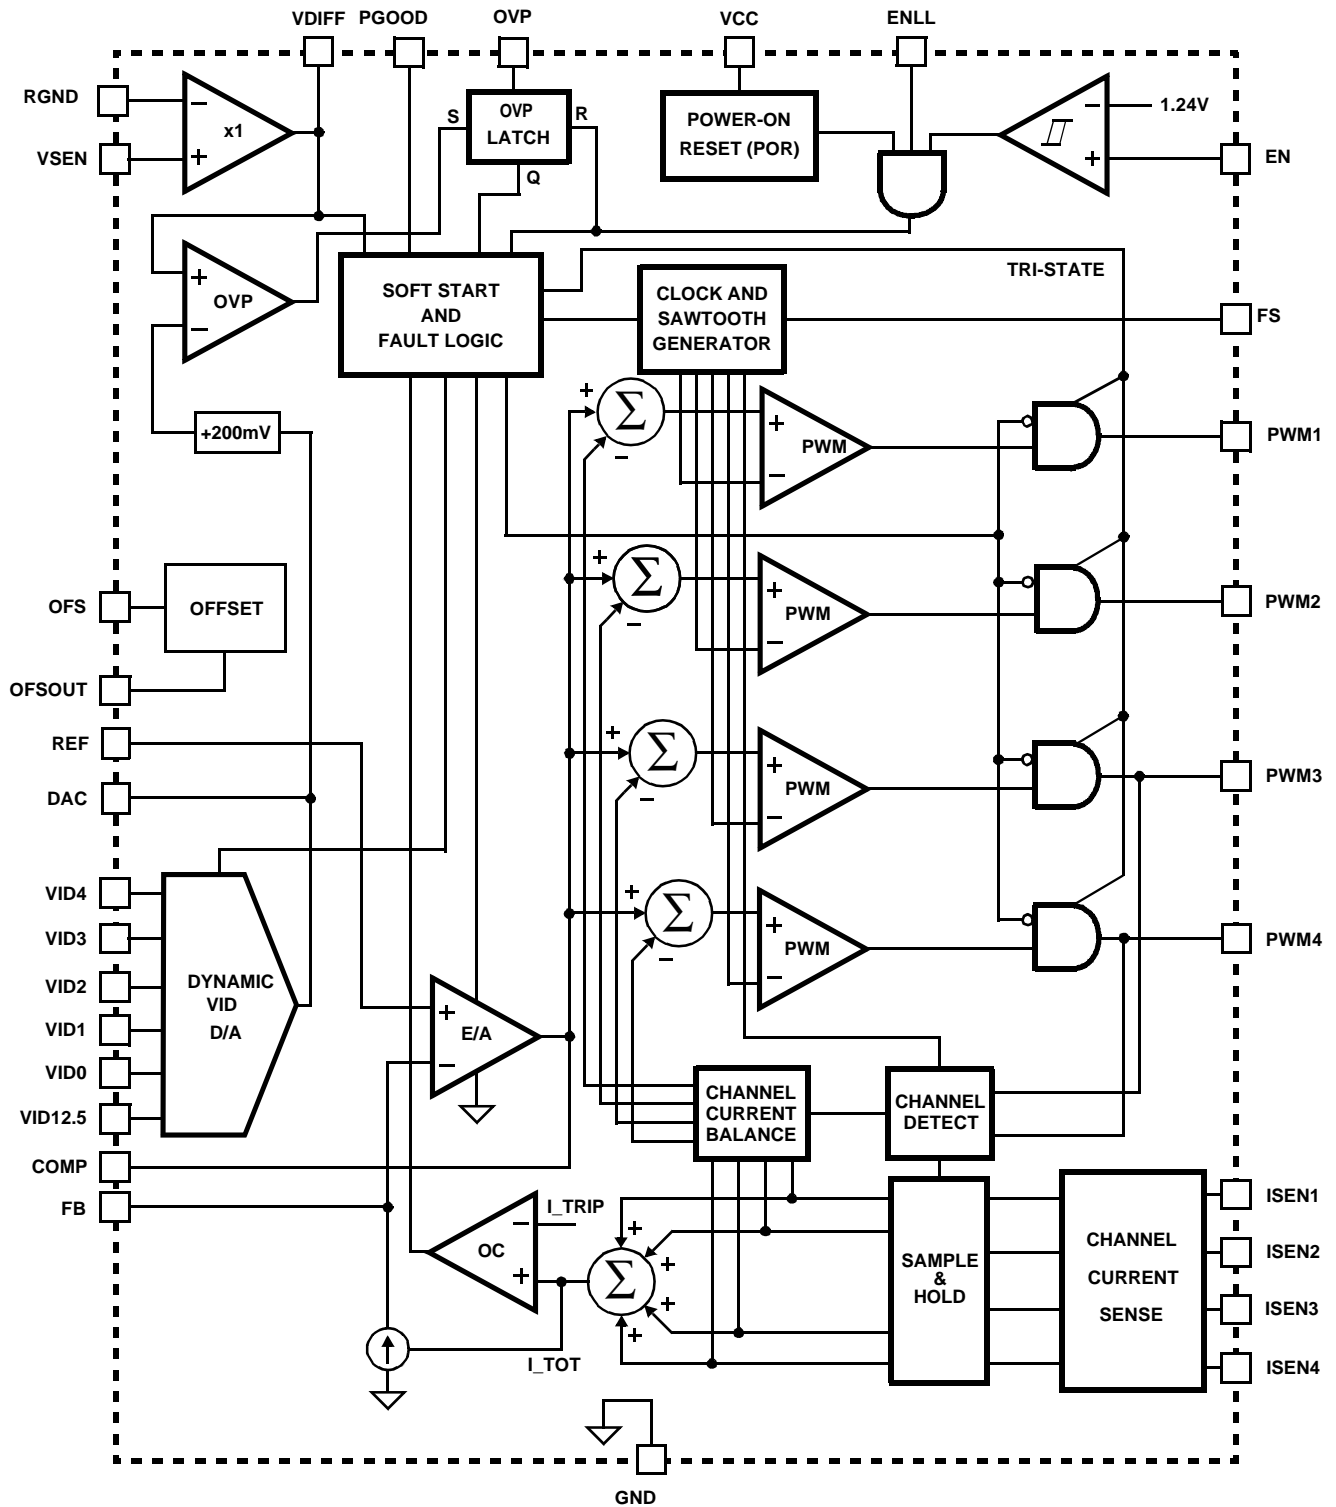 VDIFF
PGOOD
OVP
VCC
ENLL
RGND
VSEN
−
x1
+
S
OVP
LATCH
R
Q
POWER-ON
RESET (POR)
−
1.24V
+
EN
+
OVP
−
SOFT START
AND
FAULT LOGIC
CLOCK AND
SAWTOOTH
GENERATOR
TRI-STATE
FS
+200mV
+
Σ
−
+
PWM
−
PWM1
OFS
OFFSET
OFSOUT
+
Σ
−
+
PWM
−
PWM2
REF
DAC
+
Σ
−
+
PWM
−
PWM3
VID4
VID3
VID2
VID1
VID0
VID12.5
DYNAMIC
VID
D/A
+
Σ
−
+
PWM
−
PWM4
+
E/A
−
COMP
FB
CHANNEL
CURRENT
BALANCE
CHANNEL
DETECT
−
I_TRIP
OC
+
I_TOT
+
+
Σ
+
+
SAMPLE
&
HOLD
CHANNEL
CURRENT
SENSE
ISEN1
ISEN2
ISEN3
ISEN4
GND